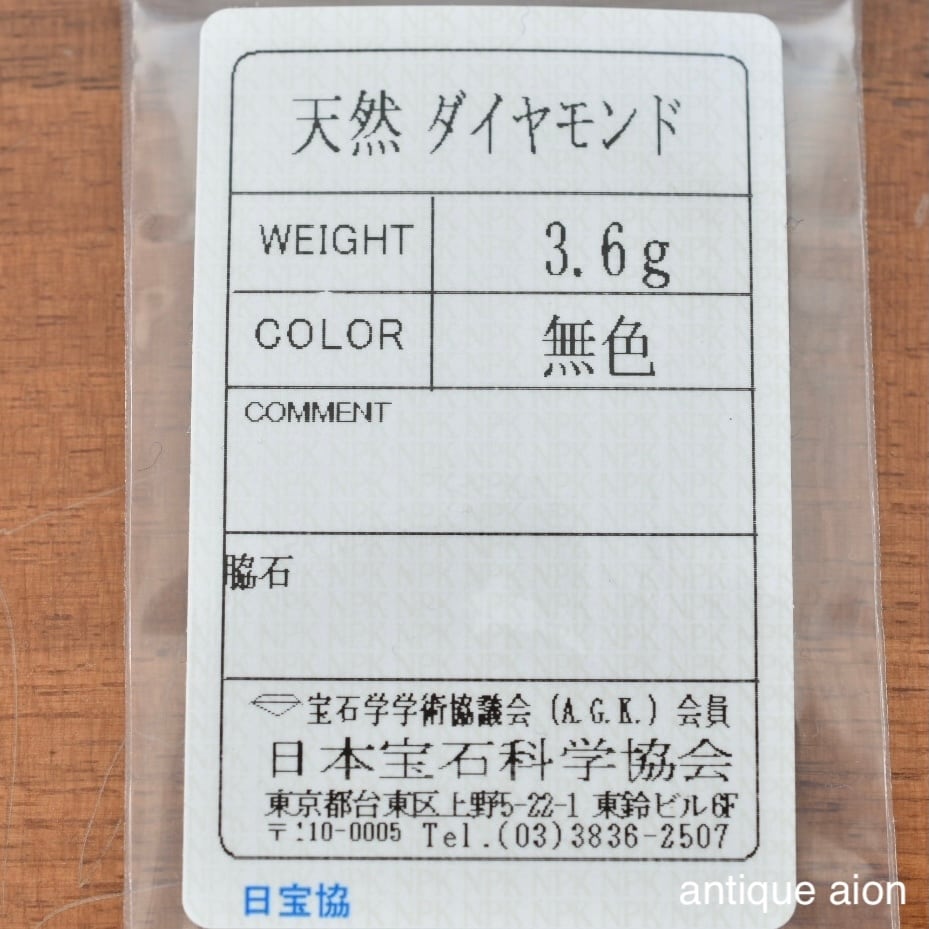 天然 ダイヤモンド
WEIGHT 3.6g
COLOR 無色
COMMENT
脇石
宝石学学術協議会 (A.G.K.) 会員
日本宝石科学協会
東京都台東区上野5-22-1 東鈴ビル6F
〒110-0005 Tel.(03)3836-2507
日宝協
antique aion